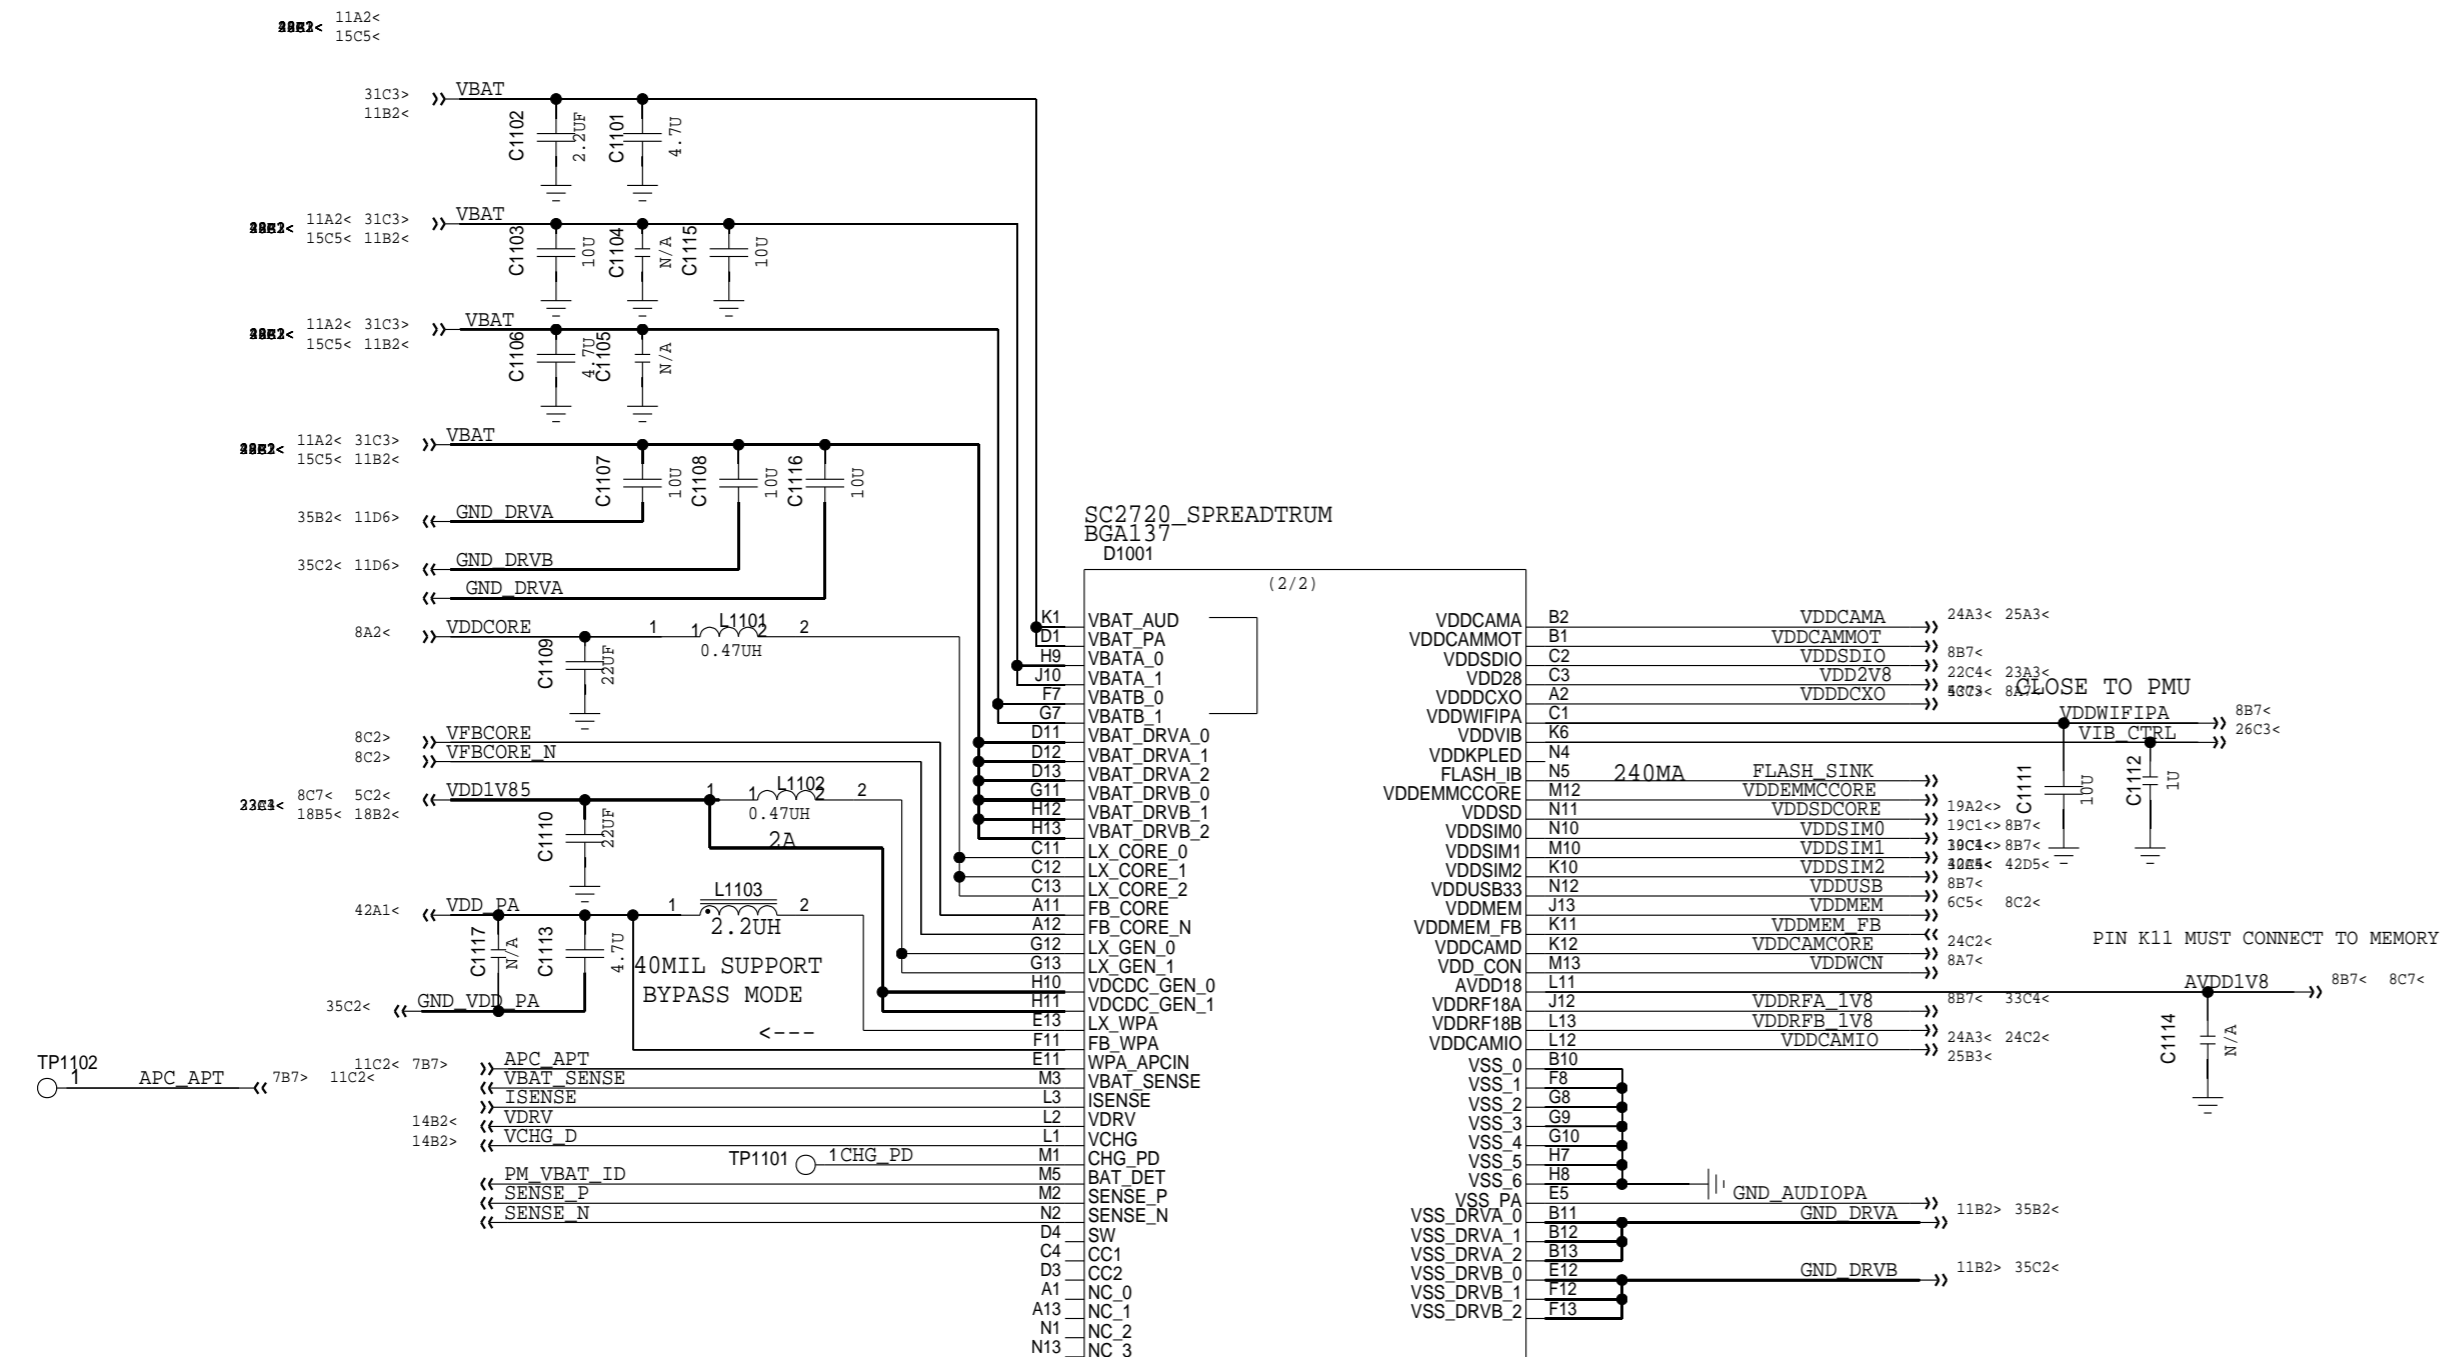 11A2<
15C5<
31C3> VBAT
11B2<
C1102 2.2UF C1101 4.7U
11A2< 31C3> VBAT
15C5< 11B2<
C1103 10U C1104 N/A C1115 10U
11A2< 31C3> VBAT
15C5< 11B2<
C1106 4.7U C1105 N/A
11A2< 31C3> VBAT
15C5< 11B2<
C1107 10U C1108 10U C1116 10U
35B2< 11D6> GND_DRVA
35C2< 11D6> GND_DRVB
GND_DRVA
8A2< VDDCORE 1 1 L1101 2 2
0.47UH
C1109 22UF
8C2> VFBCORE
8C2> VFBCORE_N
8C7< 5C2< VDD1V85 1 1 L1102 2 2
18B5< 18B2<
0.47UH
C1110 22UF
2A
42A1< VDD_PA 1 L1103 2
2.2UH
C1117 N/A C1113 4.7U
40MIL SUPPORT
BYPASS MODE
<---
35C2< GND_VDD_PA
TP1102
1 APC_APT 7B7> 11C2<
11C2< 7B7> APC_APT
VBAT_SENSE
ISENSE
14B2< VDRV
14B2> VCHG_D
TP1101 1 CHG_PD
PM_VBAT_ID
SENSE_P
SENSE_N
SC2720_SPREADTRUM
BGA137
D1001
(2/2)
K1 VBAT_AUD
D1 VBAT_PA
H9 VBATA_0
J10 VBATA_1
F7 VBATB_0
G7 VBATB_1
D11 VBAT_DRVA_0
D12 VBAT_DRVA_1
D13 VBAT_DRVA_2
G11 VBAT_DRVB_0
H12 VBAT_DRVB_1
H13 VBAT_DRVB_2
C11 LX_CORE_0
C12 LX_CORE_1
C13 LX_CORE_2
A11 FB_CORE
A12 FB_CORE_N
G12 LX_GEN_0
G13 LX_GEN_1
H10 VDCDC_GEN_0
H11 VDCDC_GEN_1
E13 LX_WPA
F11 FB_WPA
E11 WPA_APCIN
M3 VBAT_SENSE
L3 ISENSE
L2 VDRV
L1 VCHG
M1 CHG_PD
M5 BAT_DET
M2 SENSE_P
N2 SENSE_N
D4 SW
C4 CC1
D3 CC2
A1 NC_0
A13 NC_1
N1 NC_2
N13 NC_3
VDDCAMA B2 VDDCAMA 24A3< 25A3<
VDDCAMMOT B1 VDDCAMMOT
VDDSDIO C2 VDDSDIO 8B7<
VDD28 C3 VDD2V8 22C4< 23A3<
VDDDCXO A2 VDDDCXO
CLOSE TO PMU
VDDWIFIPA C1 VDDWIFIPA 8B7<
VDDVIB K6 VIB_CTRL 26C3<
VDDKPLED N4
FLASH_IB N5 240MA FLASH_SINK
VDDEMMCCORE M12 VDDEMMCCORE
VDDSD N11 VDDSDCORE 19A2<>
VDDSIM0 N10 VDDSIM0 19C1<> 8B7<
VDDSIM1 M10 VDDSIM1 8B7<
VDDSIM2 K10 VDDSIM2 42D5<
VDDUSB33 N12 VDDUSB 8B7<
VDDMEM J13 VDDMEM 6C5< 8C2<
VDDMEM_FB K11 VDDMEM_FB
PIN K11 MUST CONNECT TO MEMORY
VDDCAMD K12 VDDCAMCORE 24C2<
VDD_CON M13 VDDWCN 8A7<
AVDD18 L11 AVDD1V8 8B7< 8C7<
VDDRF18A J12 VDDRFA_1V8 8B7< 33C4<
VDDRF18B L13 VDDRFB_1V8
VDDCAMIO L12 VDDCAMIO 24A3< 24C2<
25B3<
C1111 10U C1112 1U
C1114 N/A
VSS_0 B10
VSS_1 F8
VSS_2 G8
VSS_3 G9
VSS_4 G10
VSS_5 H7
VSS_6 H8
VSS_PA E5 GND_AUDIOPA
VSS_DRVA_0 B11 GND_DRVA 11B2> 35B2<
VSS_DRVA_1 B12
VSS_DRVA_2 B13
VSS_DRVB_0 E12 GND_DRVB 11B2> 35C2<
VSS_DRVB_1 F12
VSS_DRVB_2 F13